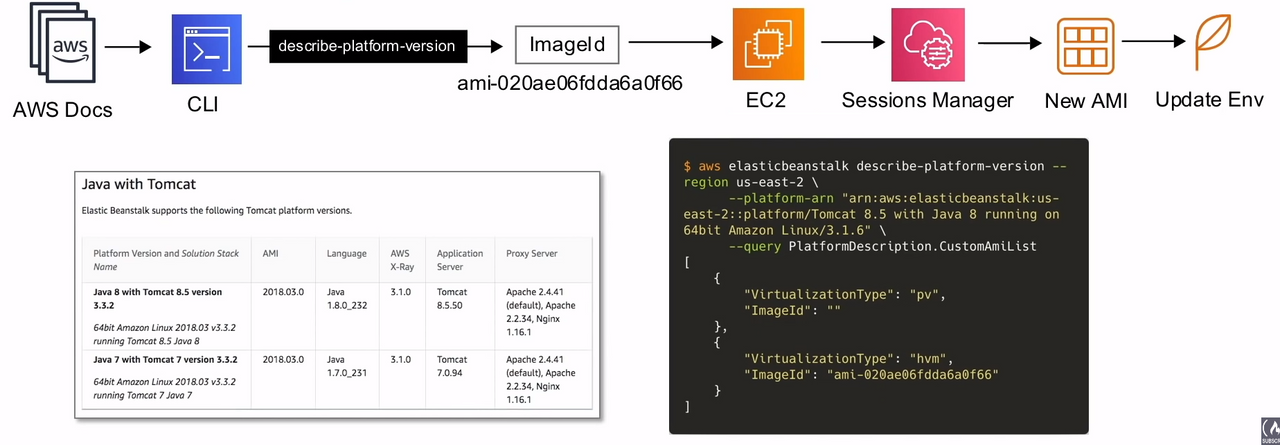 aws
describe-platform-version
ImageId
ami-020ae06fdda6a0f66
AWS Docs
CLI
EC2
Sessions Manager
New AMI
Update Env
Java with Tomcat
Elastic Beanstalk supports the following Tomcat platform versions.
Platform Version and Solution Stack
Name
AMI
Language
AWS
X-Ray
Application
Server
Proxy Server
Java 8 with Tomcat 8.5 version
3.3.2
64bit Amazon Linux 2018.03 v3.3.2
running Tomcat 8.5 Java 8
2018.03.0
Java
1.8.0_232
3.1.0
Tomcat
8.5.50
Apache 2.4.41
(default), Apache
2.2.34, Nginx
1.16.1
Java 7 with Tomcat 7 version 3.3.2
64bit Amazon Linux 2018.03 v3.3.2
running Tomcat 7 Java 7
2018.03.0
Java
1.7.0_231
3.1.0
Tomcat
7.0.94
Apache 2.4.41
(default), Apache
2.2.34, Nginx
1.16.1
$ aws elasticbeanstalk describe-platform-version --
region us-east-2 \
--platform-arn "arn:aws:elasticbeanstalk:us-
east-2::platform/Tomcat 8.5 with Java 8 running on
64bit Amazon Linux/3.1.6" \
--query PlatformDescription.CustomAmiList
[
{
"VirtualizationType": "pv",
"ImageId": ""
},
{
"VirtualizationType": "hvm",
"ImageId": "ami-020ae06fdda6a0f66"
}
]